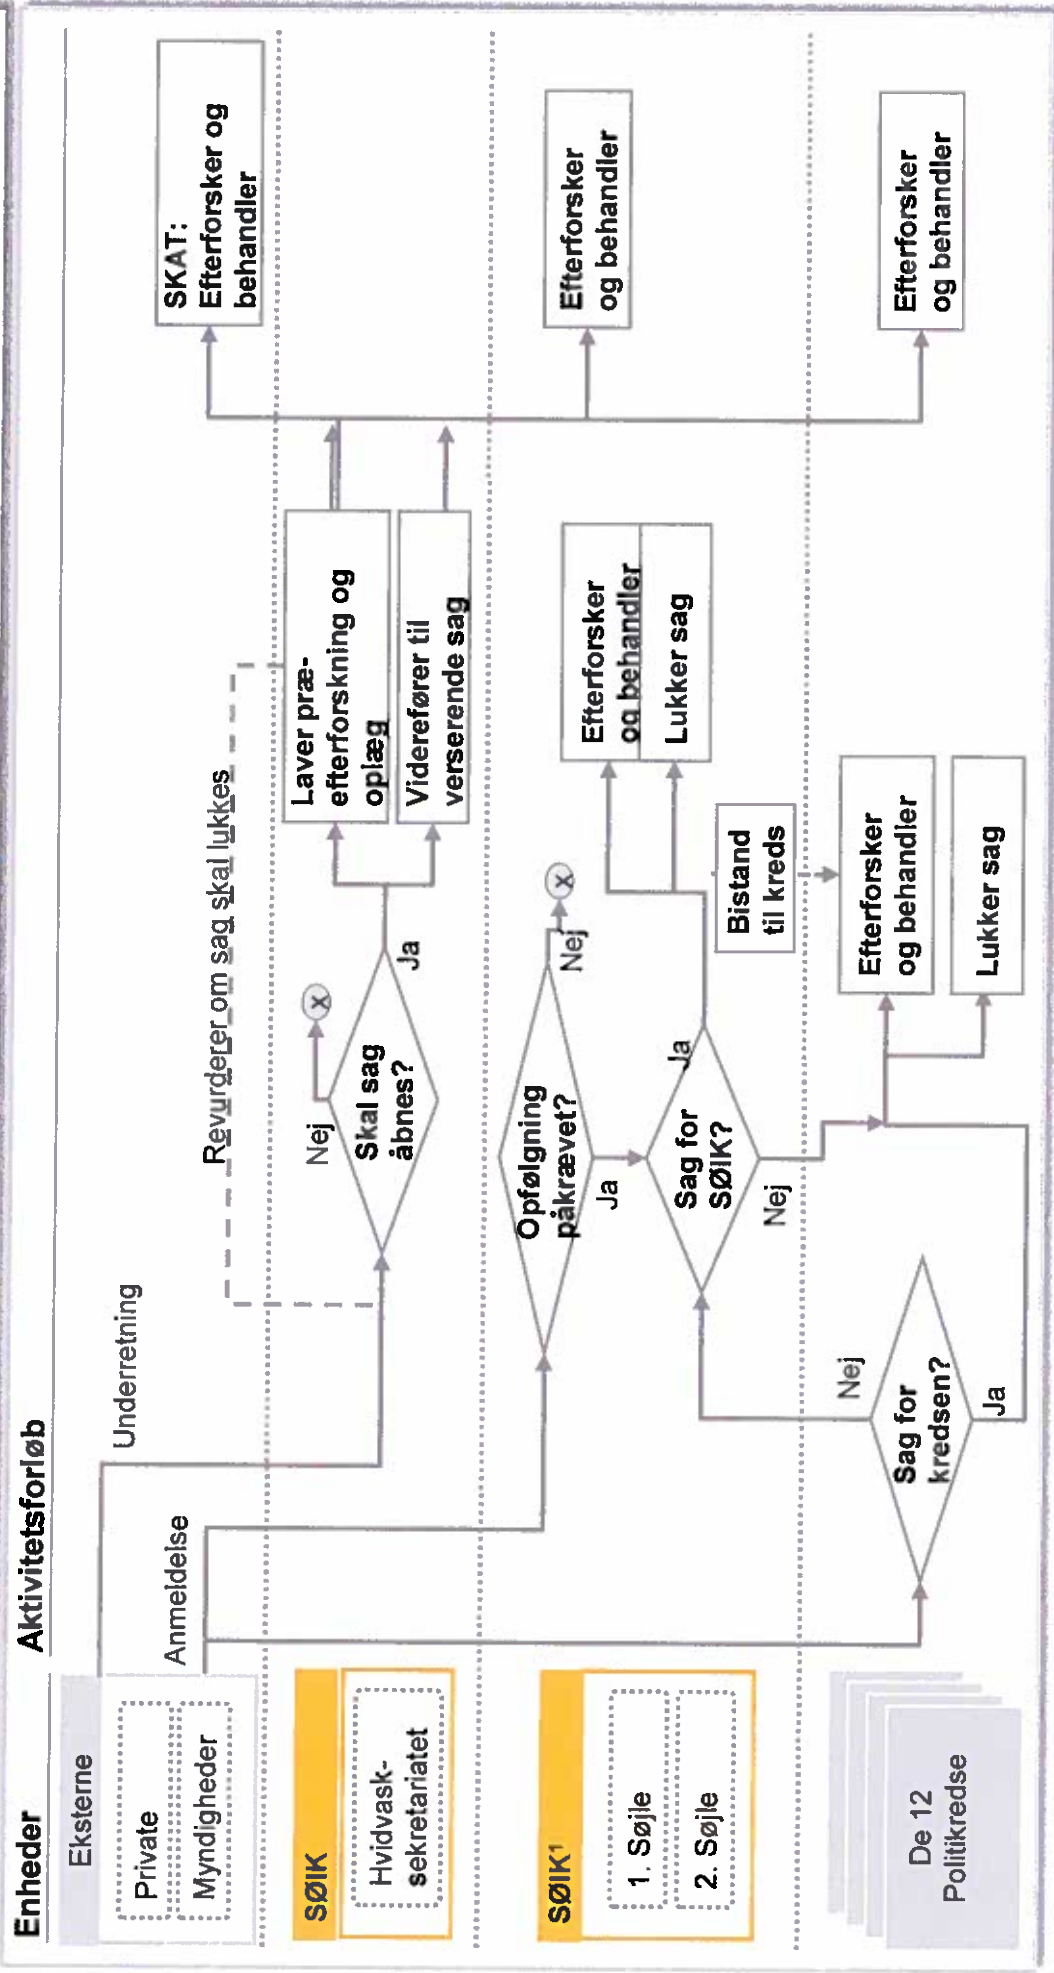 Enheder
Aktivitetsforløb
Eksterne
Private
Myndigheder
Underretning
Anmeldelse
Revurderer om sag skal lukkes
SKAT:
Efterforsker og
behandler
SØIK
Hvidvask-
sekretariatet
Skal sag
åbnes?
Nej
X
Ja
Laver præ-
efterforskning og
oplæg
Viderefører til
verserende sag
SØIK¹
1. Søjle
2. Søjle
Opfølgning
påkrævet?
Nej
X
Ja
Sag for
SØIK?
Ja
Nej
Efterforsker
og behandler
Lukker sag
Bistand
til kreds
Efterforsker
og behandler
De 12
Politikredse
Sag for
kredsen?
Nej
Ja
Efterforsker
og behandler
Lukker sag
Efterforsker
og behandler